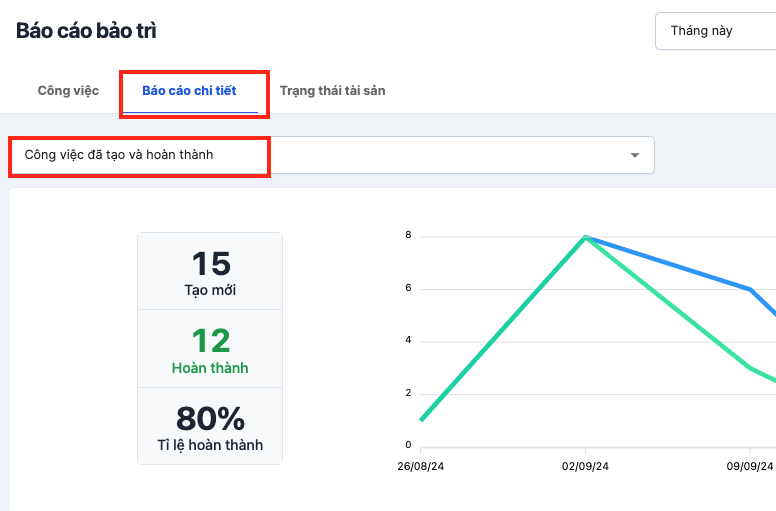 Báo cáo bảo trì
Tháng này
Công việc
Báo cáo chi tiết
Trạng thái tài sản
Công việc đã tạo và hoàn thành
15
Tạo mới
12
Hoàn thành
80%
Tỉ lệ hoàn thành
8
6
4
2
0
26/08/24
02/09/24
09/09/24